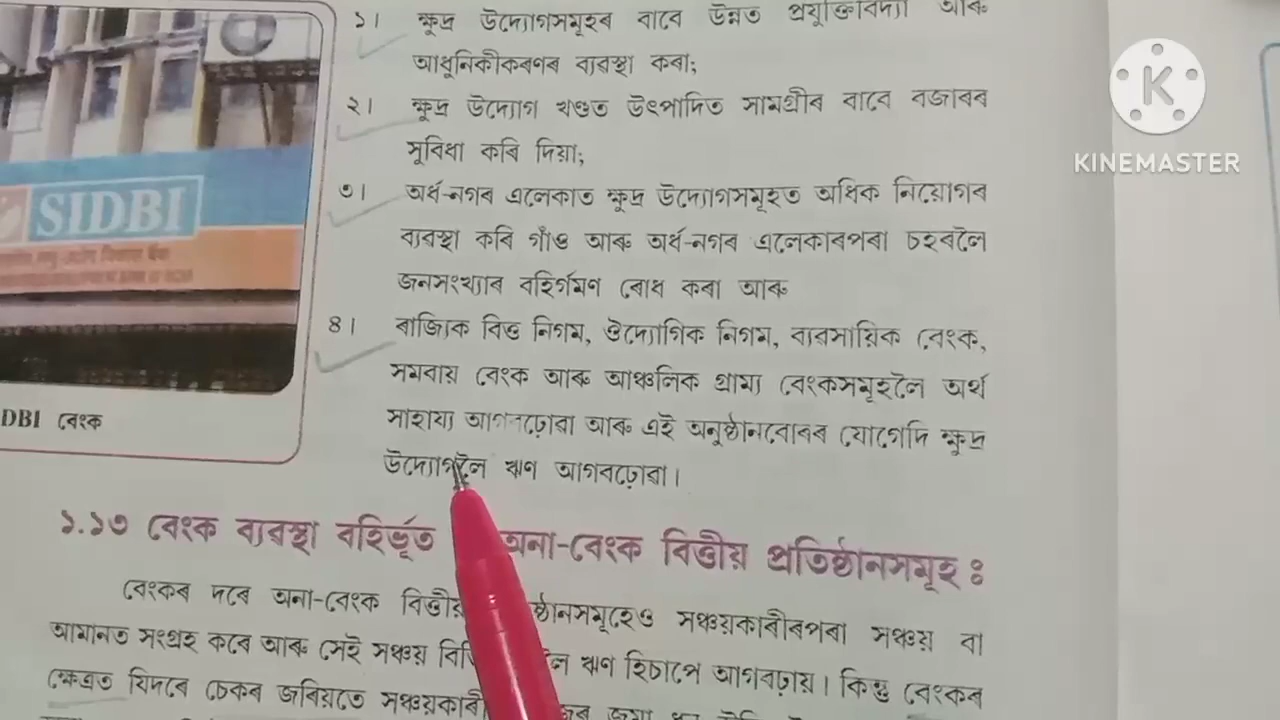 ১। ক্ষুদ্ৰ উদ্যোগসমূহৰ বাবে উন্নত প্ৰযুক্তিবিদ্যা আৰু
আধুনিকীকৰণৰ ব্যৱস্থা কৰা;
২। ক্ষুদ্ৰ উদ্যোগ খণ্ডত উৎপাদিত সামগ্ৰীৰ বাবে বজাৰৰ
সুবিধা কৰি দিয়া;
৩। অৰ্ধ-নগৰ এলেকাত ক্ষুদ্ৰ উদ্যোগসমূহত অধিক নিয়োগৰ
ব্যৱস্থা কৰি গাঁও আৰু অৰ্ধ-নগৰ এলেকাৰপৰা চহৰলৈ
জনসংখ্যাৰ বহিৰ্গমণ ৰোধ কৰা আৰু
৪। ৰাজ্যিক বিত্ত নিগম, ঔদ্যোগিক নিগম, ব্যৱসায়িক বেংক,
সমবায় বেংক আৰু আঞ্চলিক গ্ৰাম্য বেংকসমূহলৈ অৰ্থ
সাহায্য আগবঢ়োৱা আৰু এই অনুষ্ঠানবোৰৰ যোগেদি ক্ষুদ্ৰ
উদ্যোগলৈ ঋণ আগবঢ়োৱা।
SIDBI
DBI বেংক
১.১৩ বেংক ব্যৱস্থা বহিৰ্ভূত অনা-বেংক বিত্তীয় প্ৰতিষ্ঠানসমূহ :
বেংকৰ দৰে অনা-বেংক বিত্তীয় ষ্ঠানসমূহেও সঞ্চয়কাৰীৰপৰা সঞ্চয় বা
আমানত সংগ্ৰহ কৰে আৰু সেই সঞ্চয় লৈ ঋণ হিচাপে আগবঢ়ায়। কিন্তু বেংকৰ
ক্ষেত্ৰত যিদৰে চেকৰ জৰিয়তে সঞ্চয়কাৰী
KINEMASTER